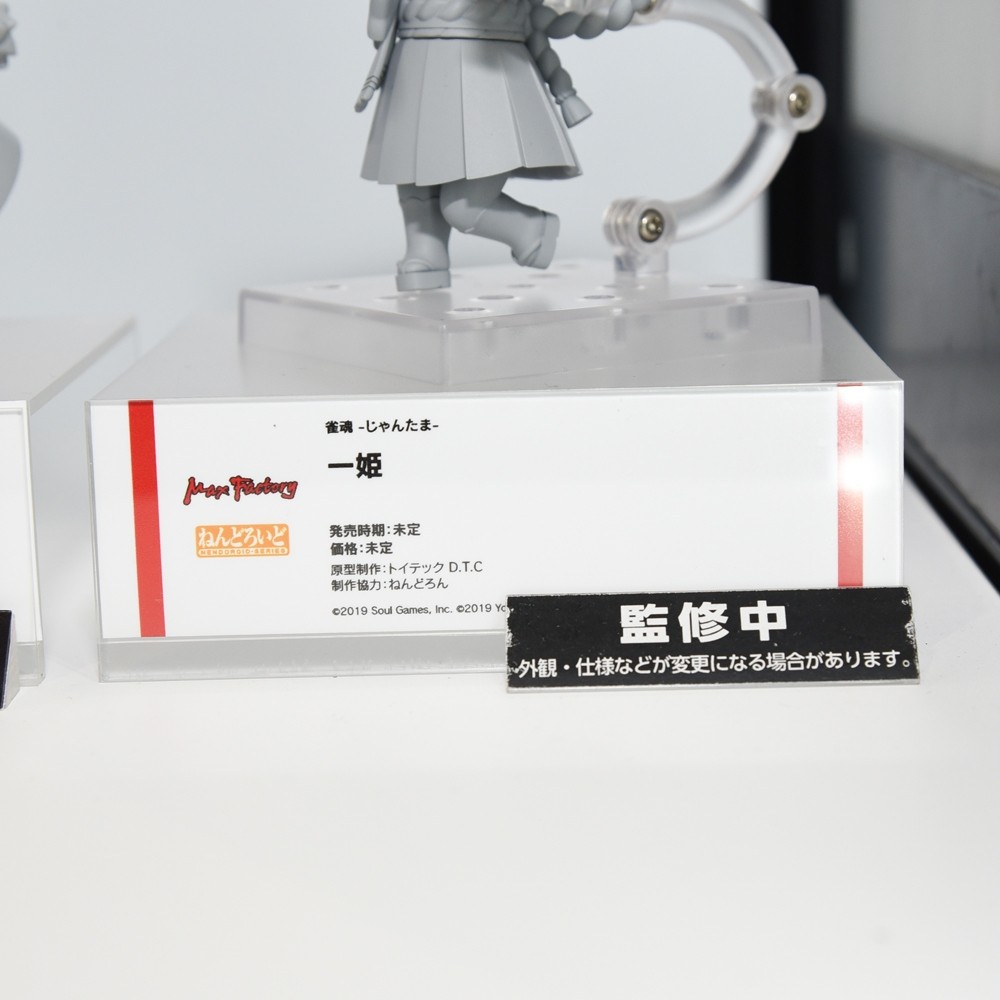 雀魂 -じゃんたま-
一姫
Max Factory
ねんどろいど
NENDOROID-SERIES
発売時期：未定
価格：未定
原型制作：トイテック D.T.C
制作協力：ねんどろん
©2019 Soul Games, Inc. ©2019 Yo
監修中
外観・仕様などが変更になる場合があります。